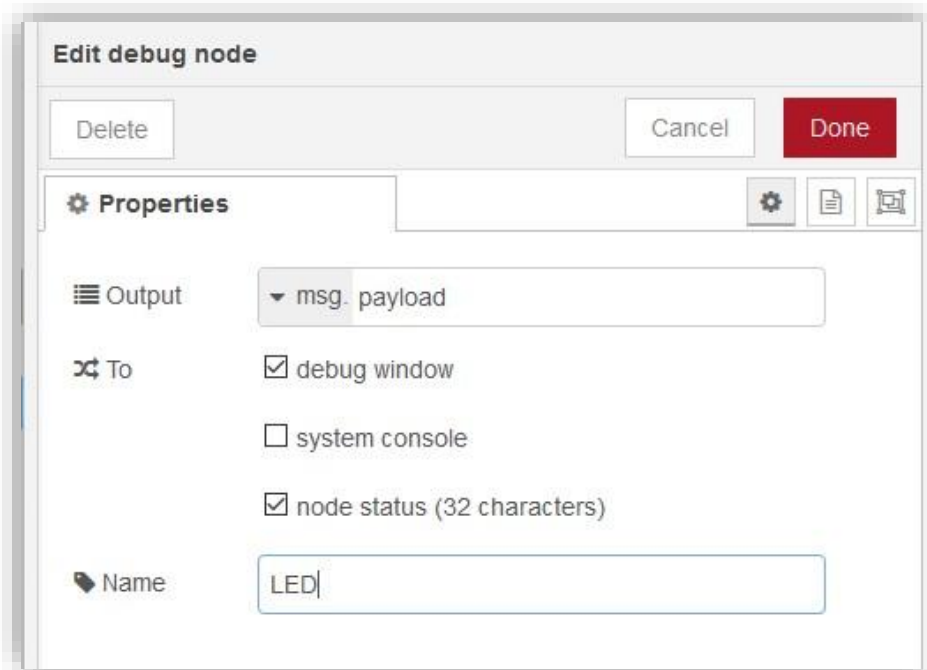 Edit debug node
Delete Cancel Done
Properties
Output msg. payload
To debug window
system console
node status (32 characters)
Name LED